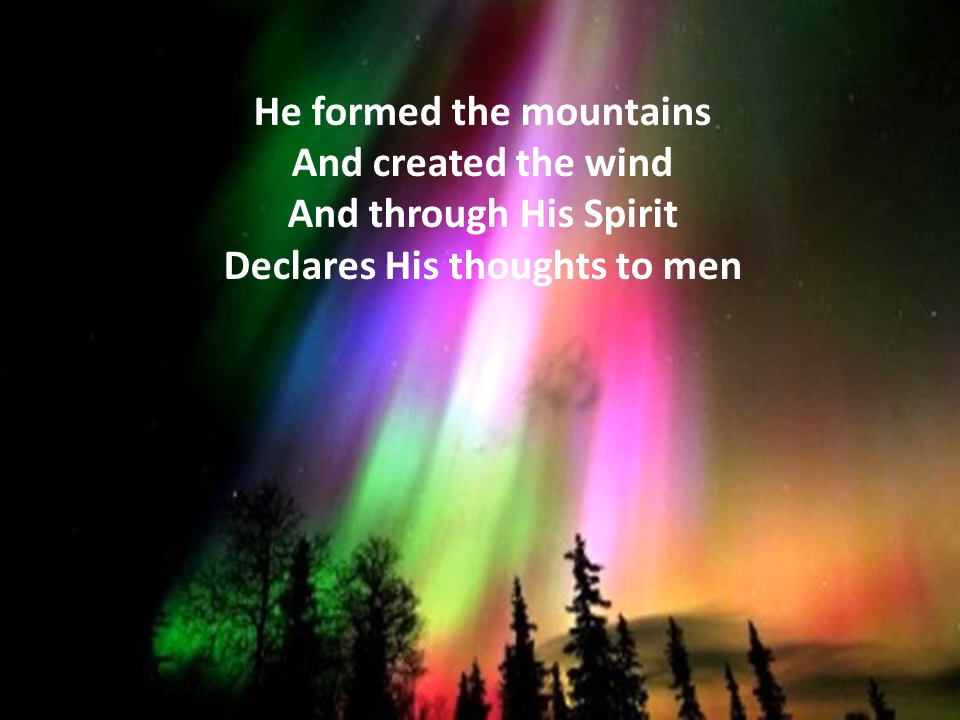 He formed the mountains
And created the wind
And through His Spirit
Declares His thoughts to men